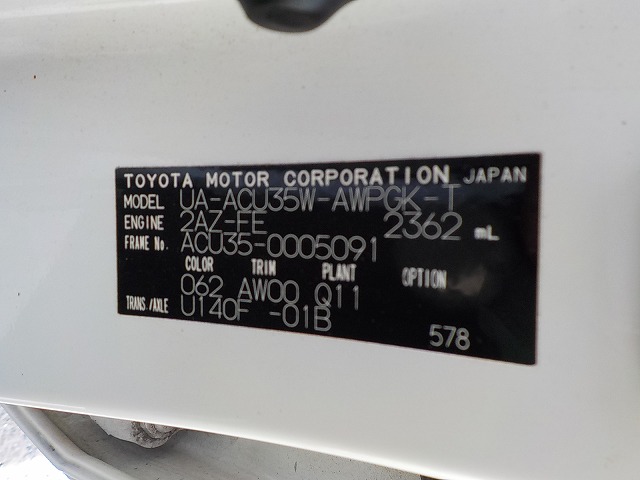 TOYOTA MOTOR CORPORATION JAPAN
MODEL UA-ACU35W-AWPGK-T
ENGINE 2AZ-FE 2362 mL
FRAME No. ACU35-0005091
COLOR TRIM PLANT OPTION
062 AW00 Q11
TRANS./AXLE U140F -01B
578